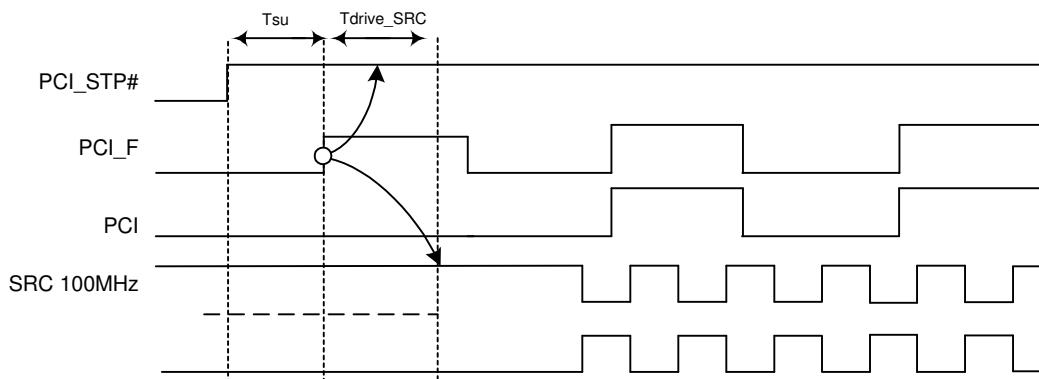 Tsu Tdrive_SRC
PCI_STP#
PCI_F
PCI
SRC 100MHz